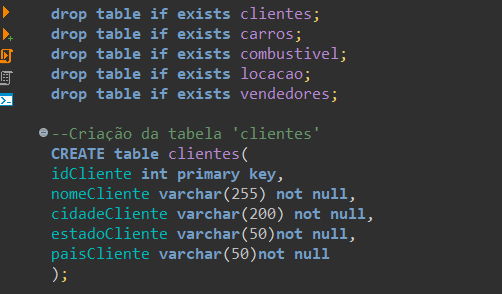 drop table if exists clientes;
drop table if exists carros;
drop table if exists combustivel;
drop table if exists locacao;
drop table if exists vendedores;
--Criação da tabela 'clientes'
CREATE table clientes(
idCliente int primary key,
nomeCliente varchar(255) not null,
cidadeCliente varchar(200) not null,
estadoCliente varchar(50)not null,
paisCliente varchar(50)not null
);